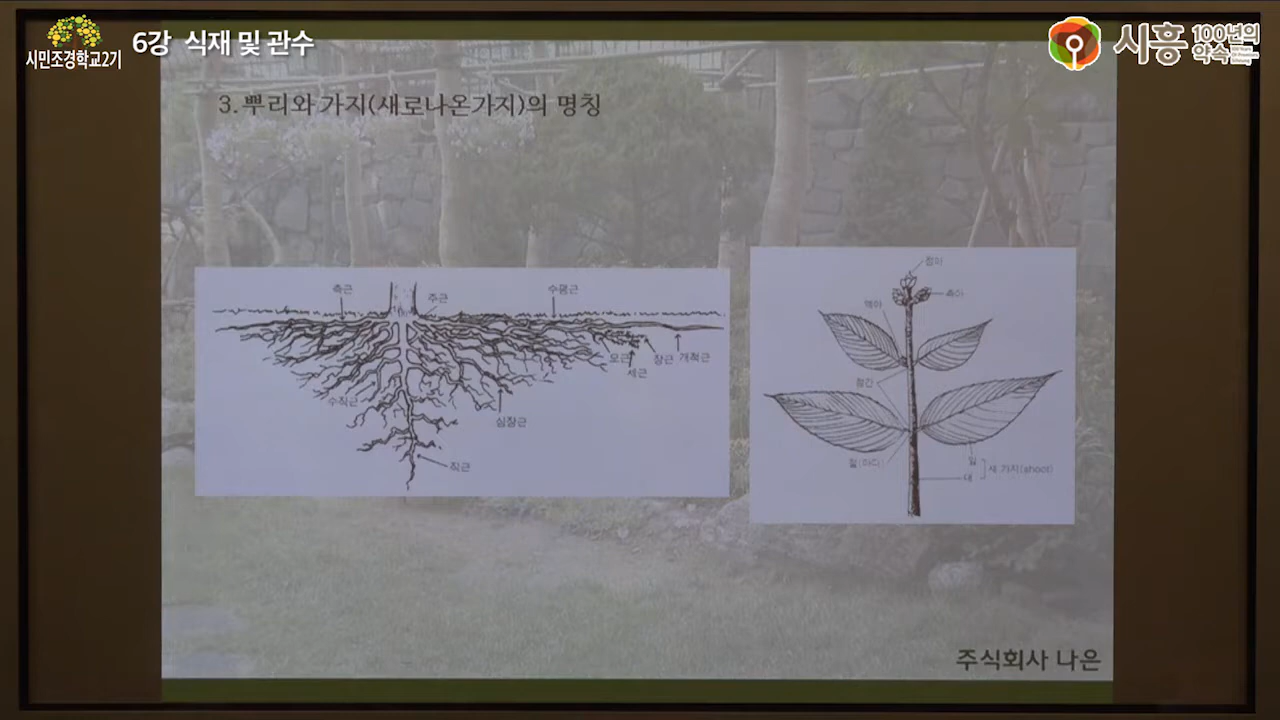 시민조경학교2기
6강 식재 및 관수
시흥 100년의 약속
3. 뿌리와 가지(새로나온가지)의 명칭
측근
주근
수평근
모근
세근
장근
개척근
수직근
심장근
직근
정아
측아
액아
절간
절(마디)
잎
대
새 가지(shoot)
주식회사 나은